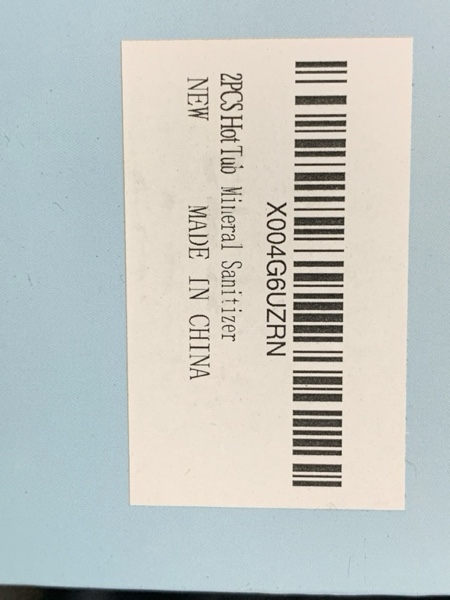 X004G6UZRN
2PCS Hot Tub Mineral Sanitizer
NEW MADE IN CHINA